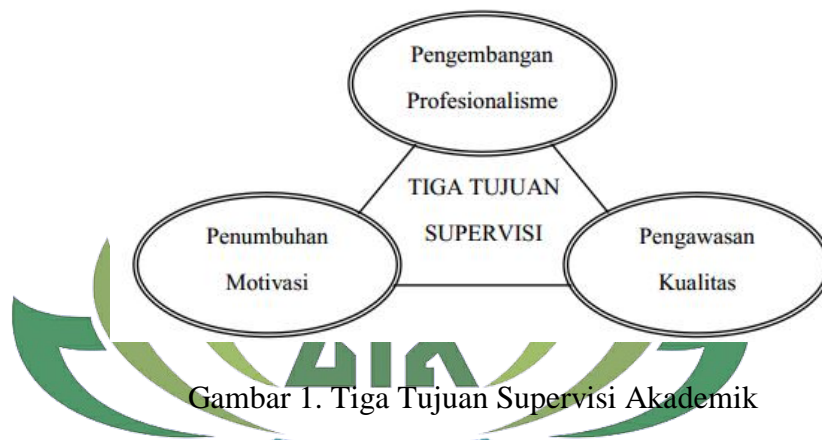 Pengembangan
Profesionalisme
TIGA TUJUAN
SUPERVISI
Penumbuhan
Motivasi
Pengawasan
Kualitas
Gambar 1. Tiga Tujuan Supervisi Akademik